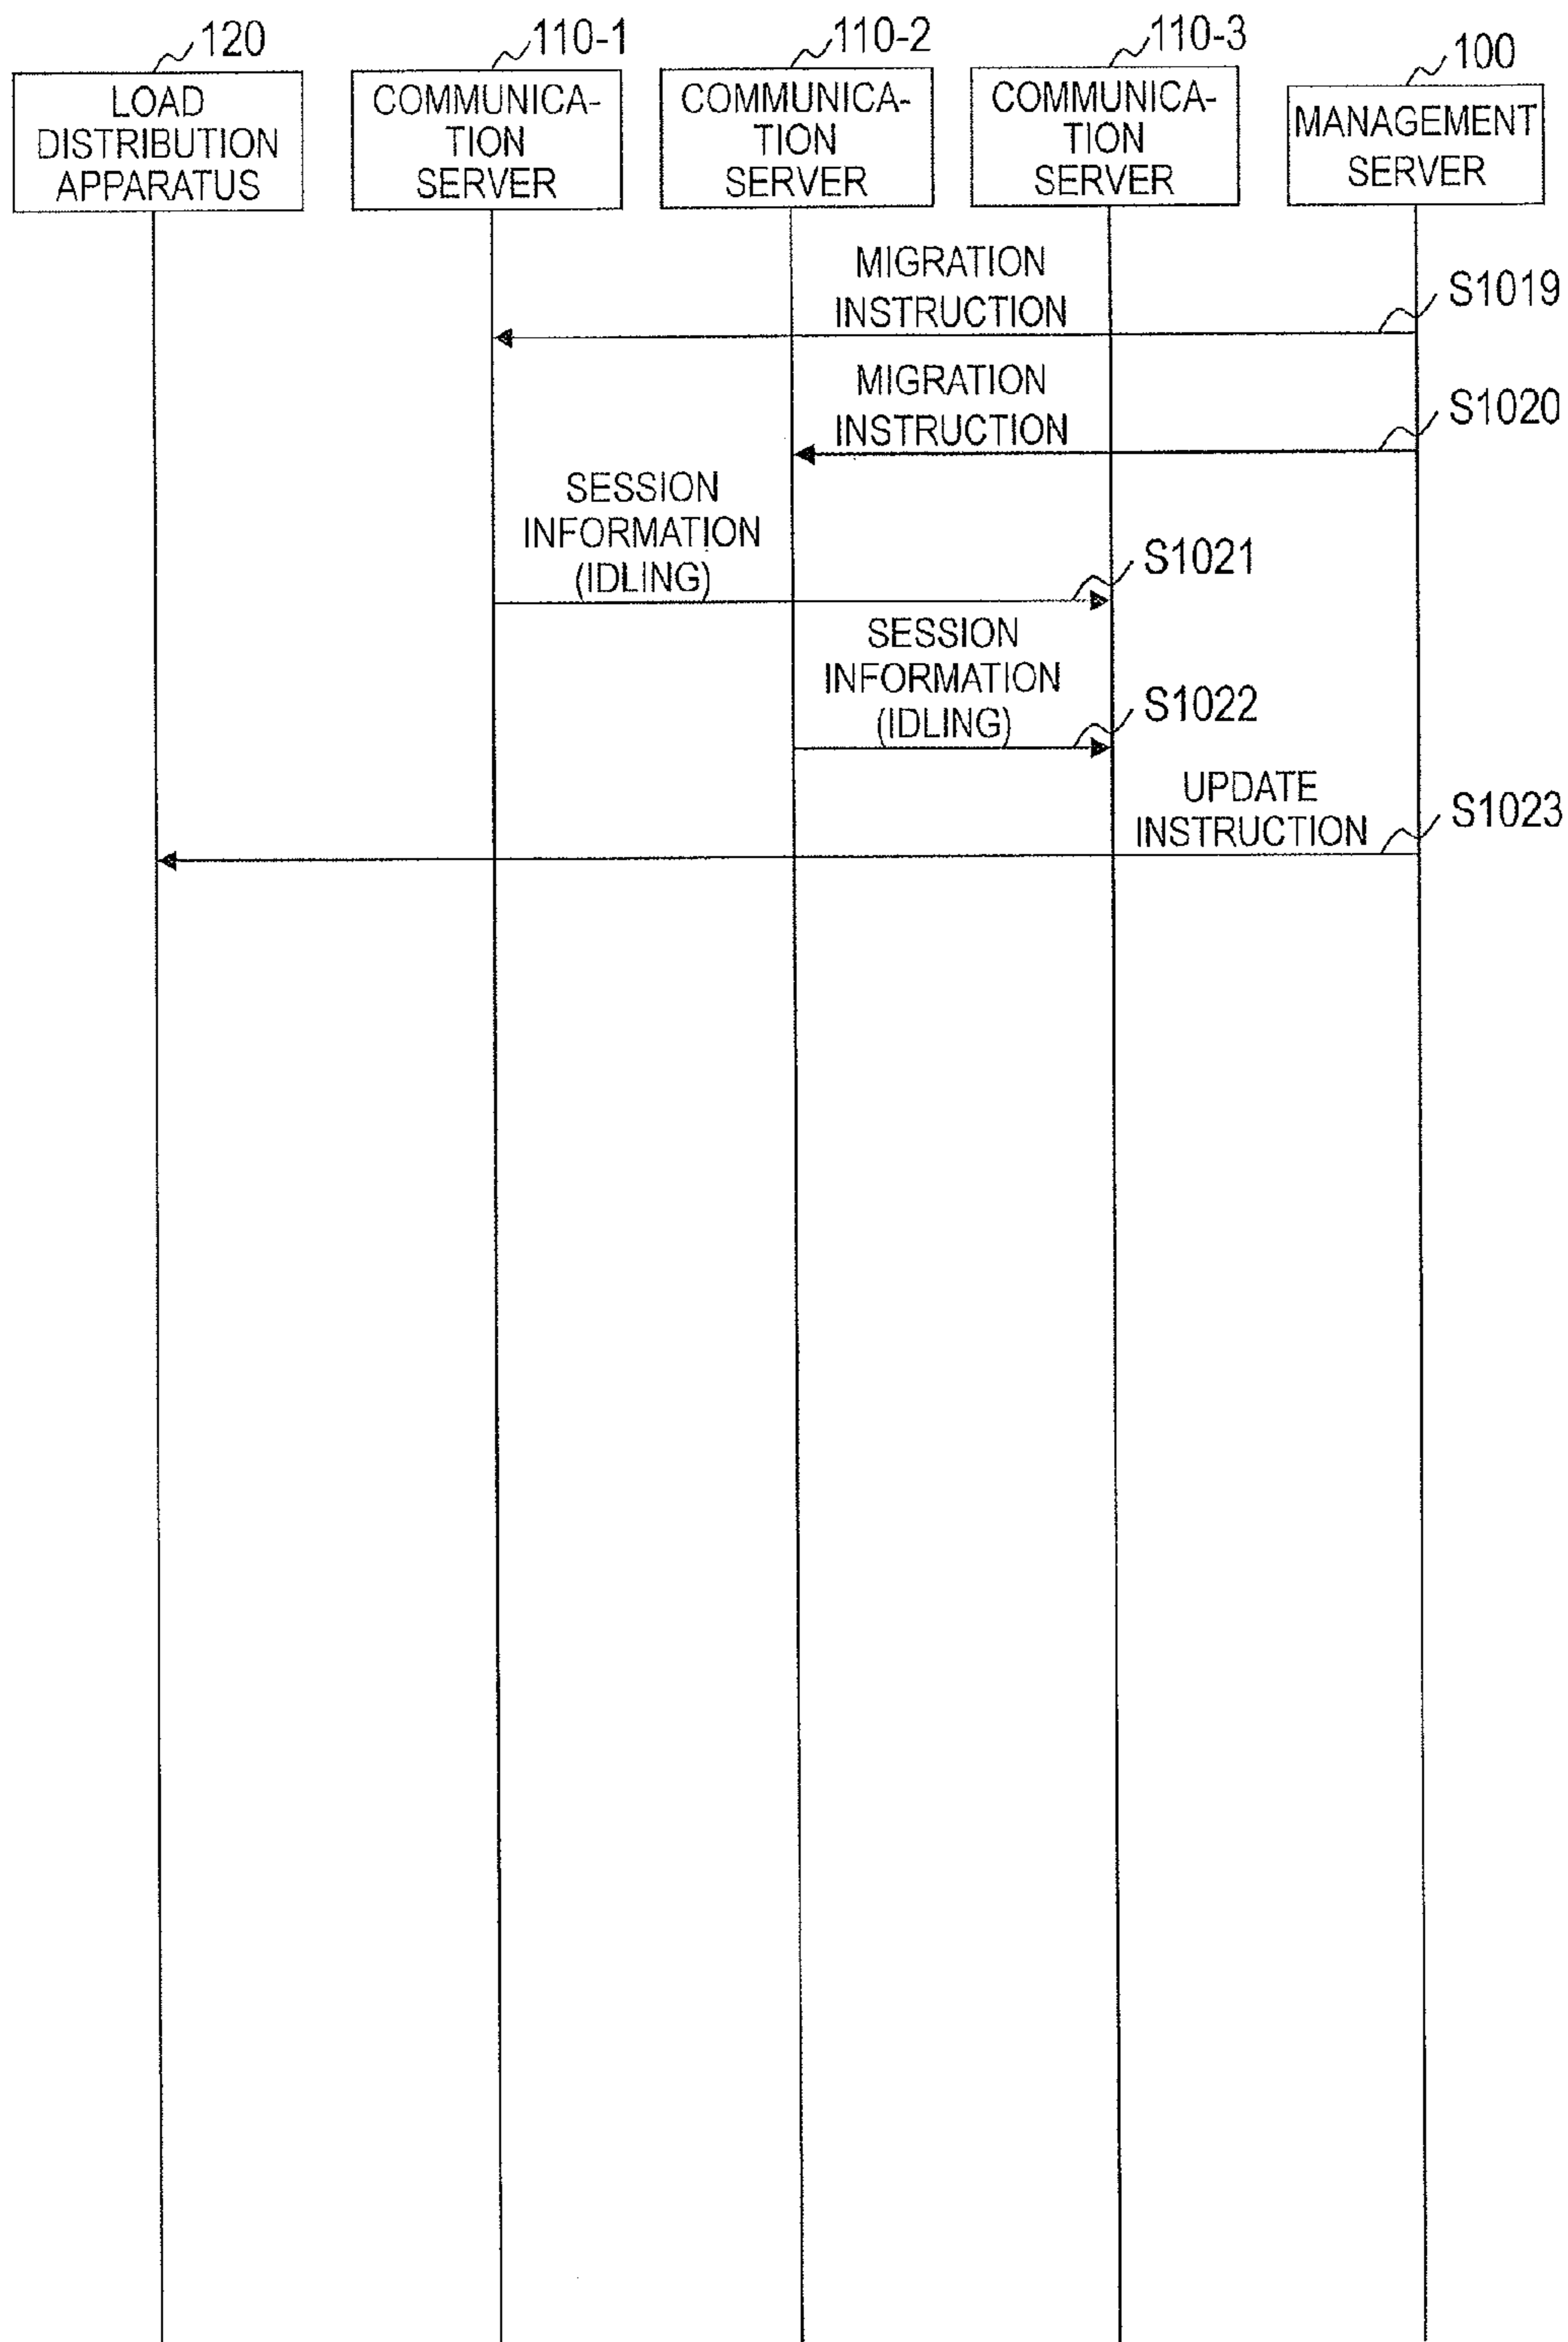 120
110-1
110-2
110-3
100
LOAD
DISTRIBUTION
APPARATUS
COMMUNICA-
TION
SERVER
COMMUNICA-
TION
SERVER
COMMUNICA-
TION
SERVER
MANAGEMENT
SERVER
MIGRATION
INSTRUCTION
S1019
MIGRATION
INSTRUCTION
S1020
SESSION
INFORMATION
(IDLING)
S1021
SESSION
INFORMATION
(IDLING)
S1022
UPDATE
INSTRUCTION
S1023